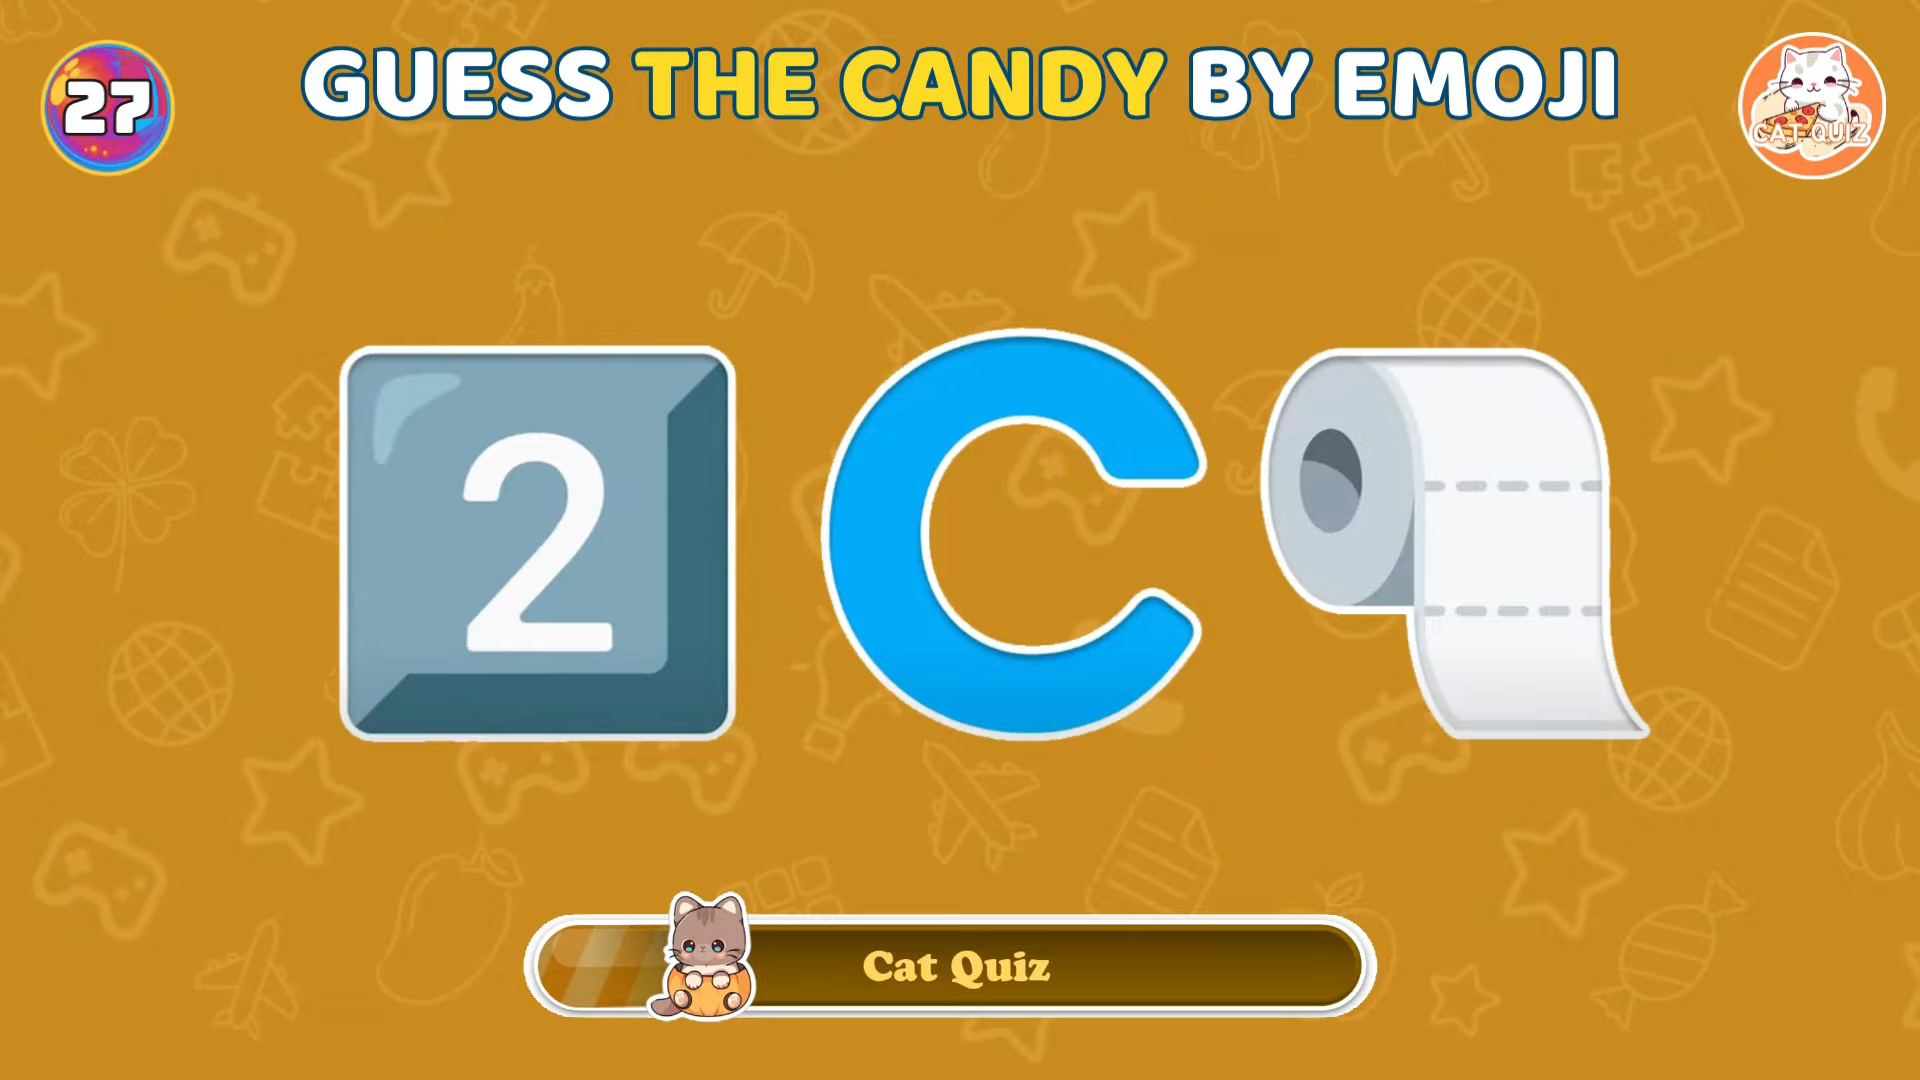 27
GUESS THE CANDY BY EMOJI
CAT QUIZ
2 C
Cat Quiz